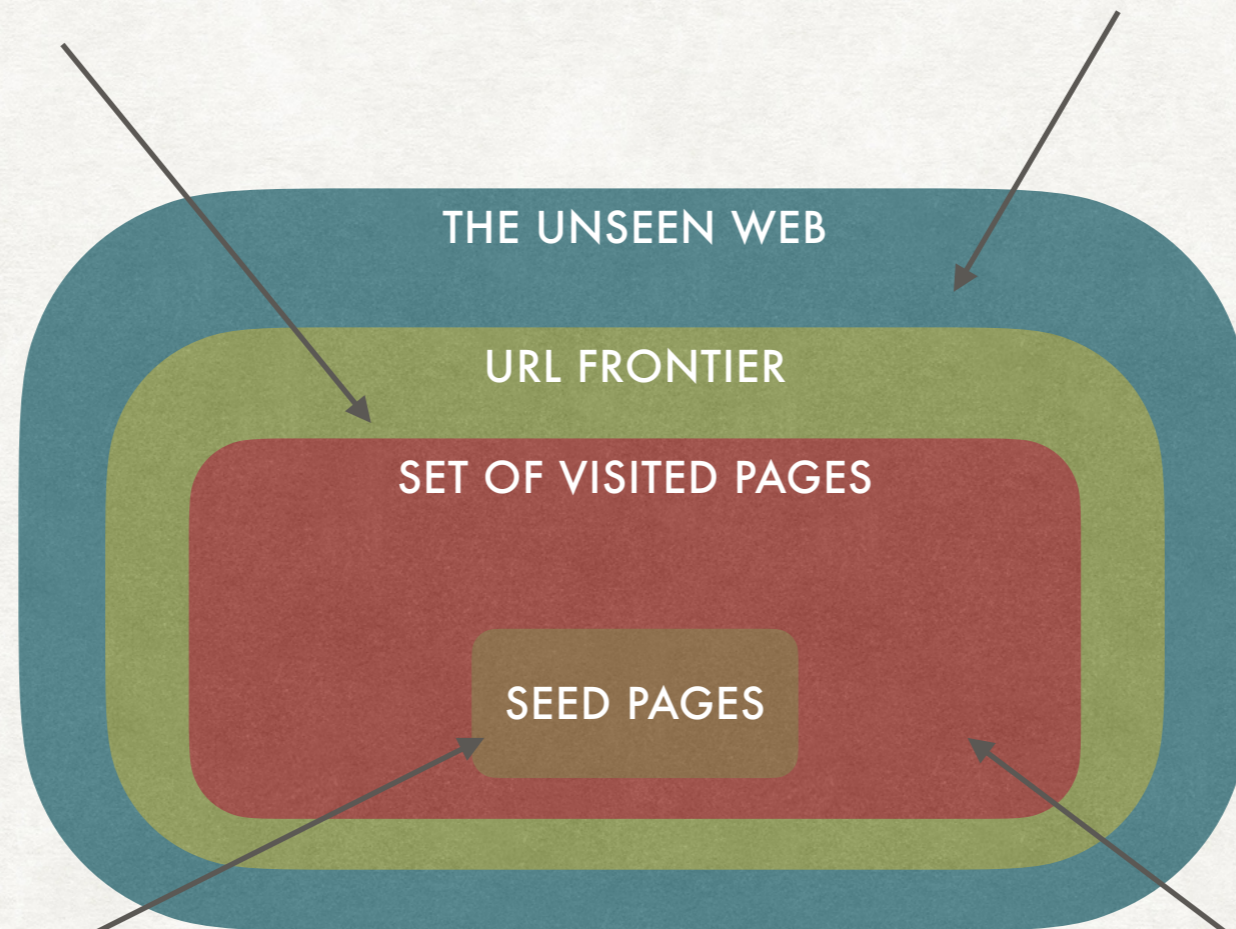 THE UNSEEN WEB
URL FRONTIER
SET OF VISITED PAGES
SEED PAGES